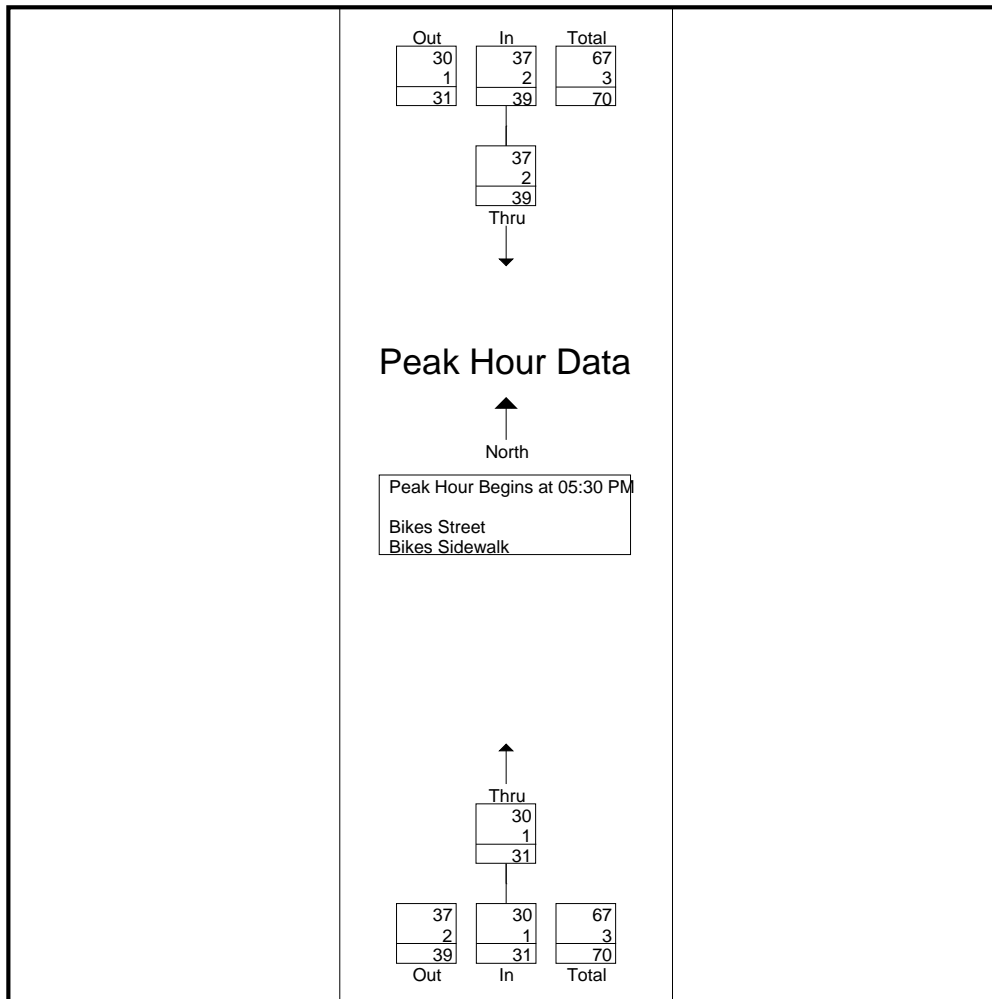 Out In Total
30 37 67
1 2 3
31 39 70
37
2
39
Thru
Peak Hour Data
North
Peak Hour Begins at 05:30 PM
Bikes Street
Bikes Sidewalk
Thru
30
1
31
37 30 67
2 1 3
39 31 70
Out In Total